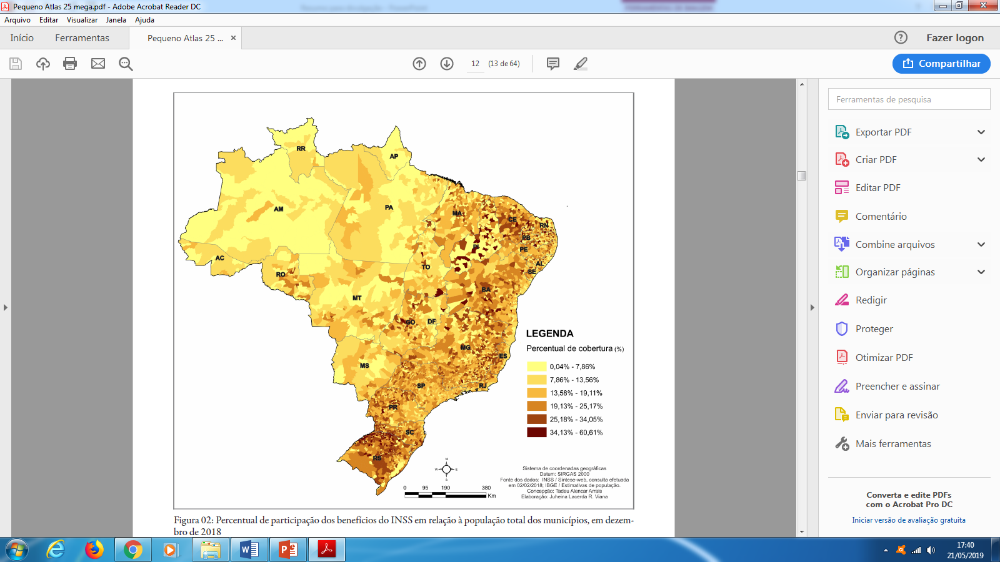 Pequeno Atlas 25 mega.pdf - Adobe Acrobat Reader DC
Arquivo Editar Visualizar Janela Ajuda
Início Ferramentas Pequeno Atlas 25 ... × Fazer logon
12 (13 de 64) Compartilhar
RR
AP
AM
PA
MA
CE
RN
PB
PI
PE
AC
AL
TO
SE
RO
BA
MT
GO
DF
MG
ES
MS
SP
RJ
PR
SC
RS
LEGENDA
Percentual de cobertura (%)
0,04% - 7,86%
7,86% - 13,56%
13,58% - 19,11%
19,13% - 25,17%
25,18% - 34,05%
34,13% - 60,61%
N
W E
S
0 95 190 380
Km
Sistema de coordenadas geográficas
Datum: SIRGAS 2000
Fonte dos dados: INSS / Síntese-web, consulta efetuada
em 02/02/2018; IBGE / Estimativas de população.
Concepção: Tadeu Alencar Arrais
Elaboração: Juheina Lacerda R. Viana
Figura 02: Percentual de participação dos benefícios do INSS em relação à população total dos municípios, em dezem-
bro de 2018
Ferramentas de pesquisa
Exportar PDF
Criar PDF
Editar PDF
Comentário
Combine arquivos
Organizar páginas
Redigir
Proteger
Otimizar PDF
Preencher e assinar
Enviar para revisão
Mais ferramentas
Converta e edite PDFs
com o Acrobat Pro DC
Iniciar versão de avaliação gratuita
17:40
21/05/2019